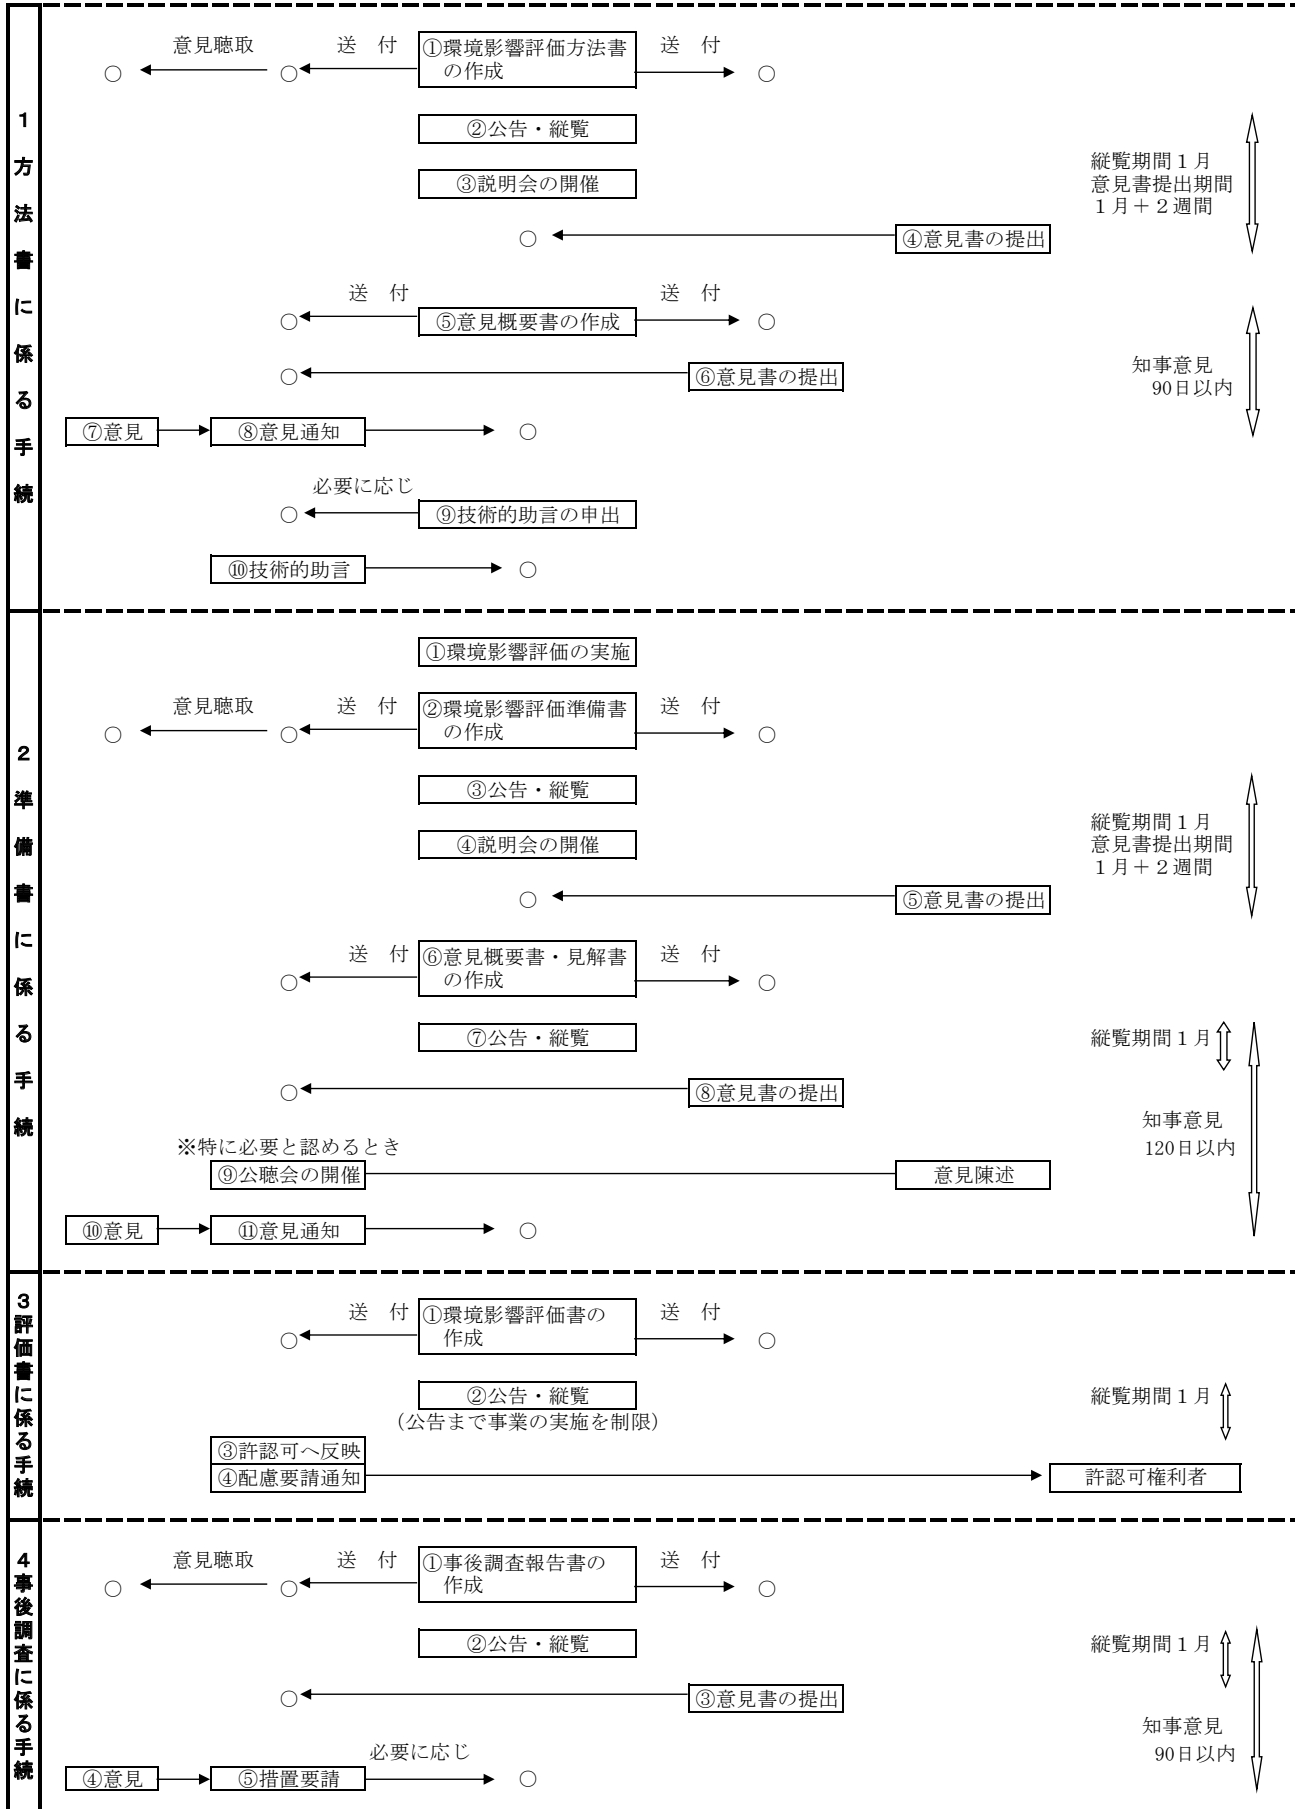 1方法書に係る手続
意見聴取
送　付
①環境影響評価方法書
の作成
送　付
○
○
○
②公告・縦覧
③説明会の開催
縦覧期間１月
意見書提出期間
１月＋２週間
○
④意見書の提出
送　付
送　付
○
⑤意見概要書の作成
○
○
⑥意見書の提出
知事意見
90日以内
⑦意見
⑧意見通知
○
必要に応じ
○
⑨技術的助言の申出
⑩技術的助言
○
2準備書に係る手続
①環境影響評価の実施
意見聴取
送　付
②環境影響評価準備書
の作成
送　付
○
○
○
③公告・縦覧
④説明会の開催
縦覧期間１月
意見書提出期間
１月＋２週間
○
⑤意見書の提出
送　付
⑥意見概要書・見解書
の作成
送　付
○
○
⑦公告・縦覧
縦覧期間１月
○
⑧意見書の提出
知事意見
120日以内
※特に必要と認めるとき
⑨公聴会の開催
意見陳述
⑩意見
⑪意見通知
○
3評価書に係る手続
送　付
①環境影響評価書の
作成
送　付
○
○
②公告・縦覧
（公告まで事業の実施を制限）
縦覧期間１月
③許認可へ反映
④配慮要請通知
許認可権利者
4事後調査に係る手続
意見聴取
送　付
①事後調査報告書の
作成
送　付
○
○
○
②公告・縦覧
縦覧期間１月
○
③意見書の提出
知事意見
90日以内
必要に応じ
④意見
⑤措置要請
○